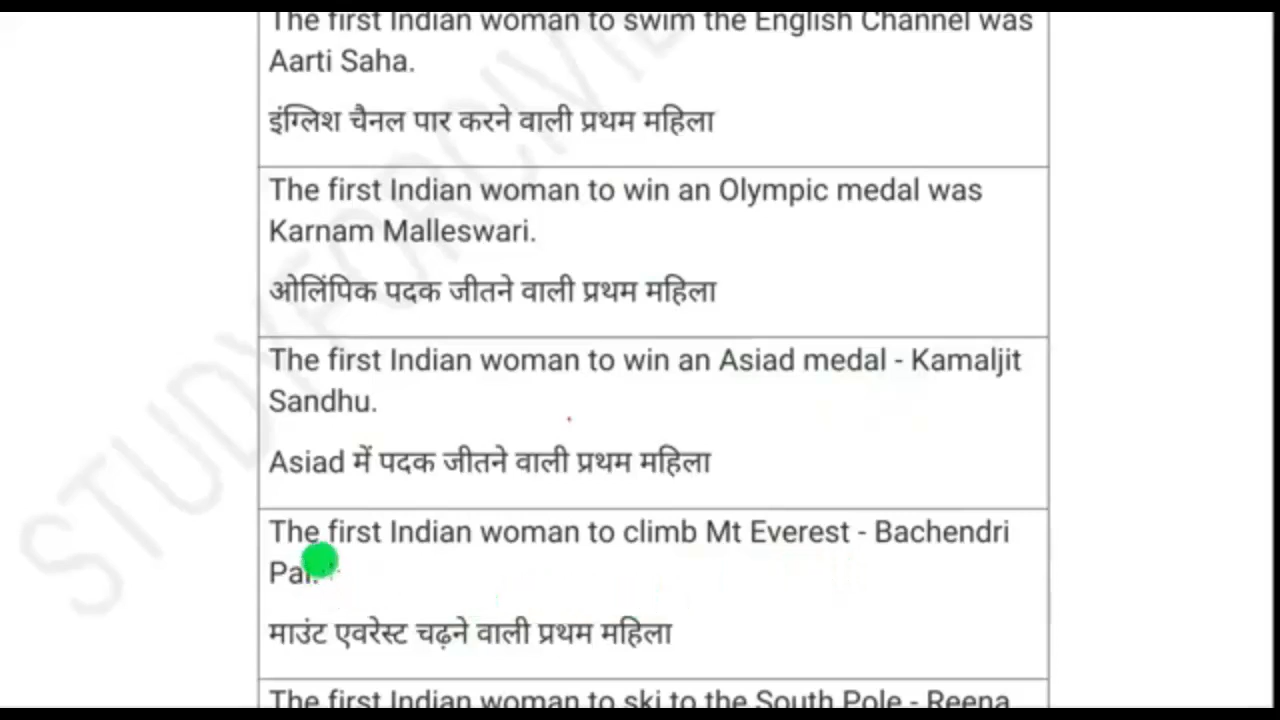 The first Indian woman to swim the English Channel was
Aarti Saha.
इंग्लिश चैनल पार करने वाली प्रथम महिला
The first Indian woman to win an Olympic medal was
Karnam Malleswari.
ओलिंपिक पदक जीतने वाली प्रथम महिला
The first Indian woman to win an Asiad medal - Kamaljit
Sandhu.
Asiad में पदक जीतने वाली प्रथम महिला
The first Indian woman to climb Mt Everest - Bachendri
Pal.
माउंट एवरेस्ट चढ़ने वाली प्रथम महिला
The first Indian woman to ski to the South Pole - Reena